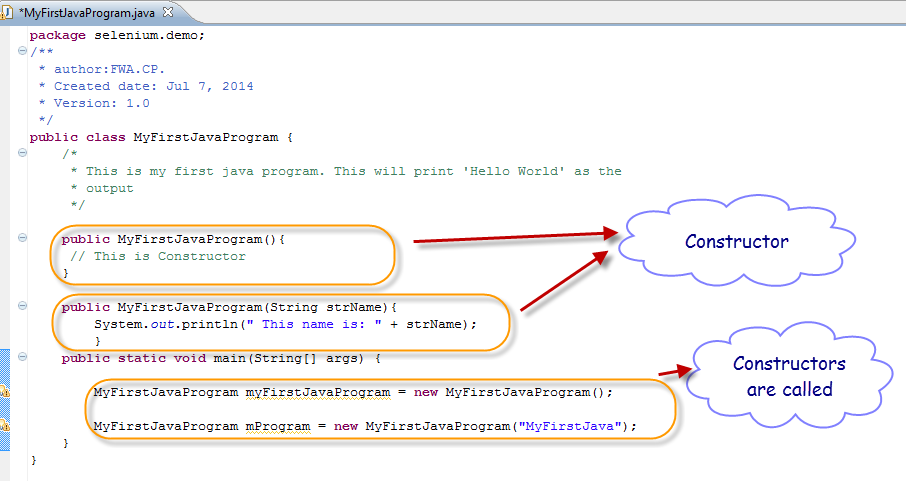 *MyFirstJavaProgram.java
package selenium.demo;
/**
* author:FWA.CP.
* Created date: Jul 7, 2014
* Version: 1.0
*/
public class MyFirstJavaProgram {
/*
* This is my first java program. This will print 'Hello World' as the
* output
*/
public MyFirstJavaProgram(){
// This is Constructor
}
Constructor
public MyFirstJavaProgram(String strName){
System.out.println(" This name is: " + strName);
}
public static void main(String[] args) {
Constructors
are called
MyFirstJavaProgram myFirstJavaProgram = new MyFirstJavaProgram();
MyFirstJavaProgram mProgram = new MyFirstJavaProgram("MyFirstJava");
}
}